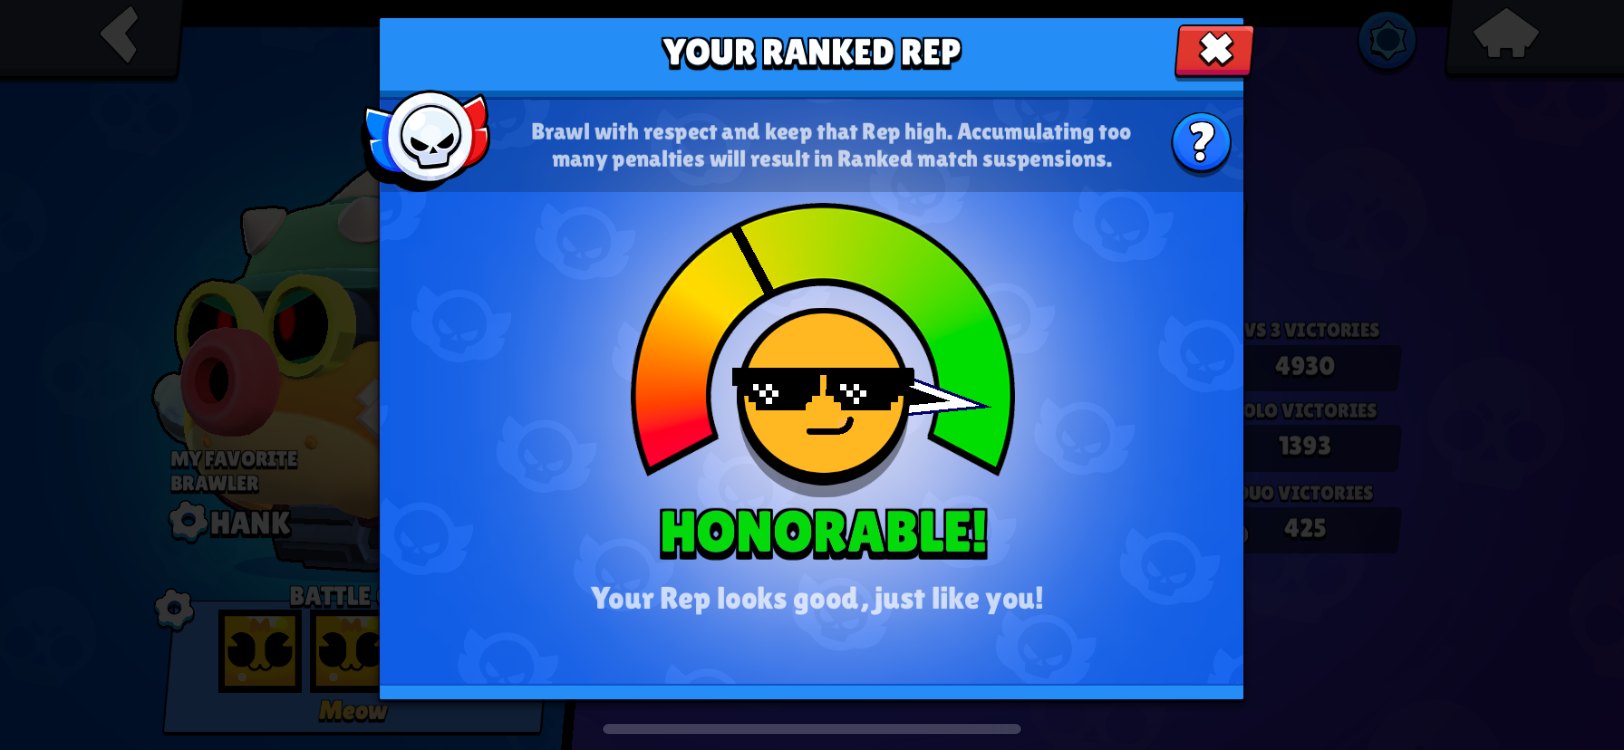 YOUR RANKED REP
Brawl with respect and keep that Rep high. Accumulating too
many penalties will result in Ranked match suspensions.
?
HONORABLE!
Your Rep looks good, just like you!
MY FAVORITE
BRAWLER
HANK
BATTLE
Meow
VS 3 VICTORIES
4930
OLO VICTORIES
1393
UO VICTORIES
425